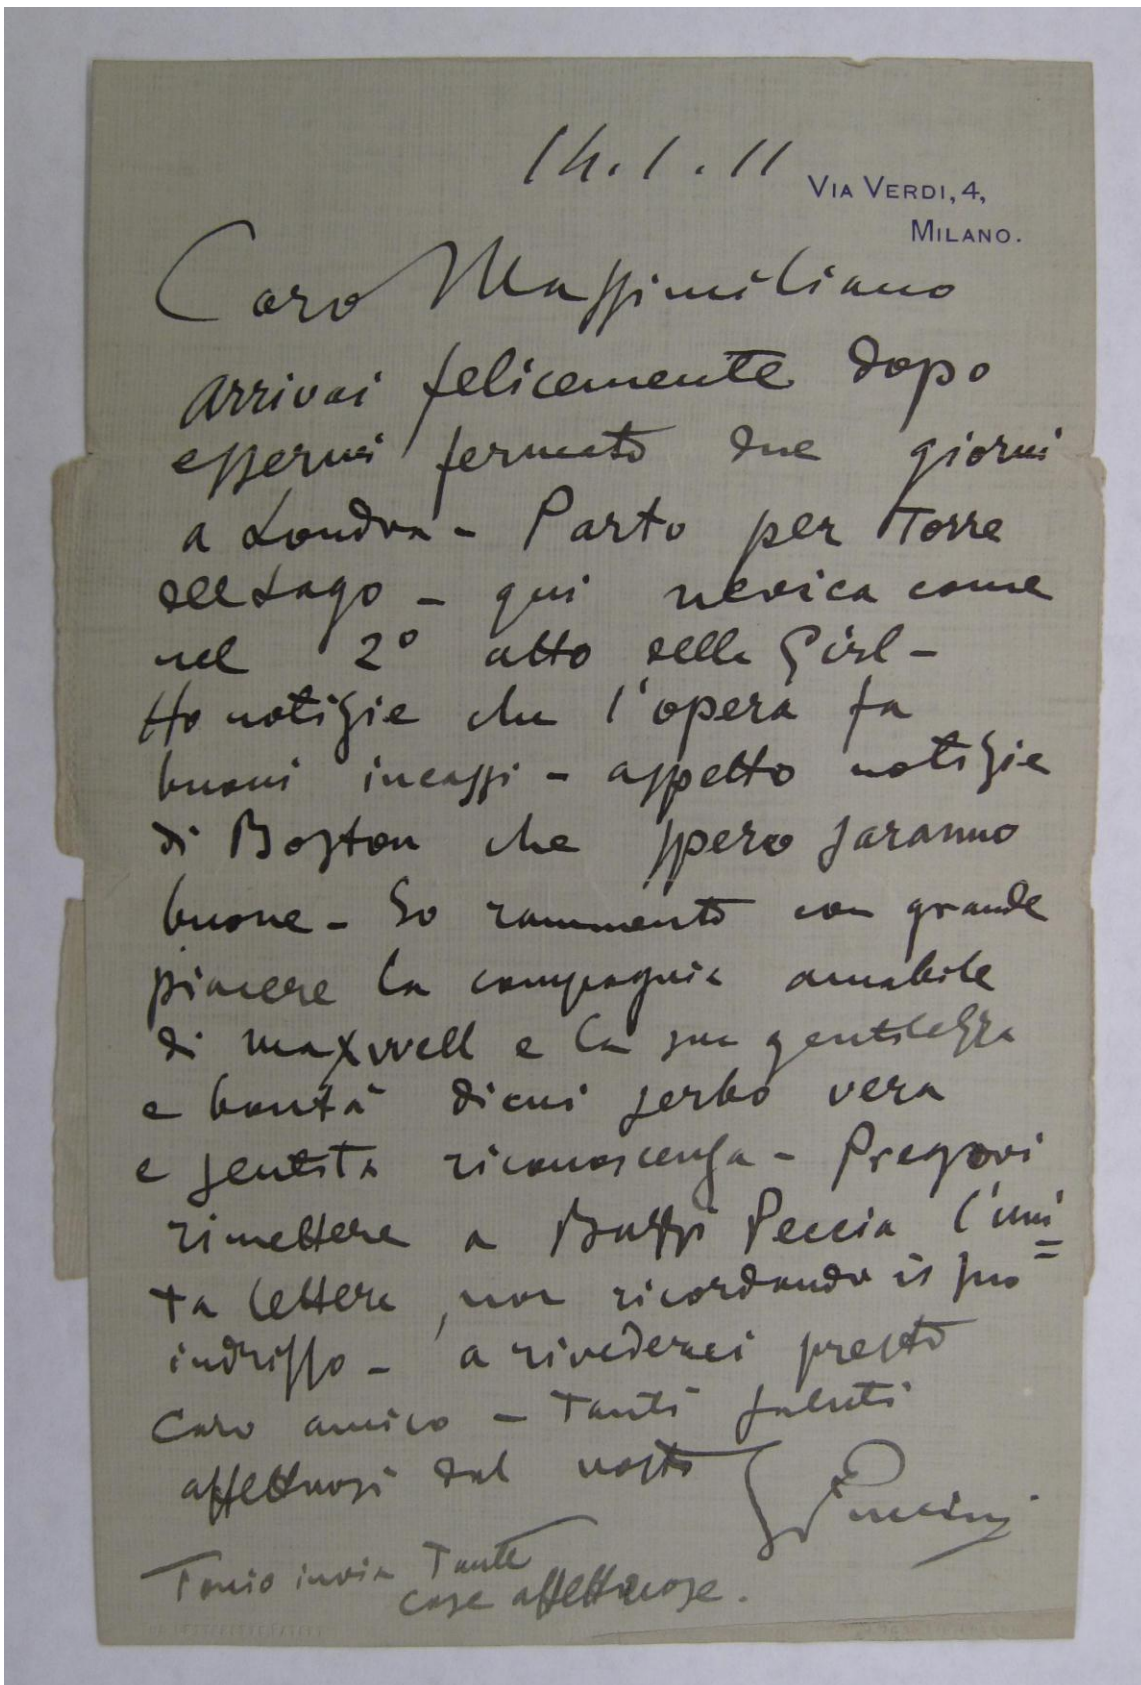 14.1.11
VIA VERDI, 4,
MILANO.
Caro Massimiliano
arrivai felicemente dopo
essermi fermato due giorni
a Londra - Parto per Torre
del Lago - qui nevica come
nel 2º atto della Girl -
Ho notizie che l'opera fa
buoni incassi - aspetto notizie
di Boston che spero saranno
buone - Io rammento con grande
piacere la compagnia amabile
di maxwell e la sua gentilezza
e bontà di cui serbo vera
e sentita riconoscenza - Pregovi
rimettere a Buzzi Peccia l'uni=
ta lettera, non ricordando il suo
indrisso - a rivederci presto
Caro amico - Tanti saluti
affettuosi dal vostro
G Puccini
Tonio invia Tante
cose affettuose.